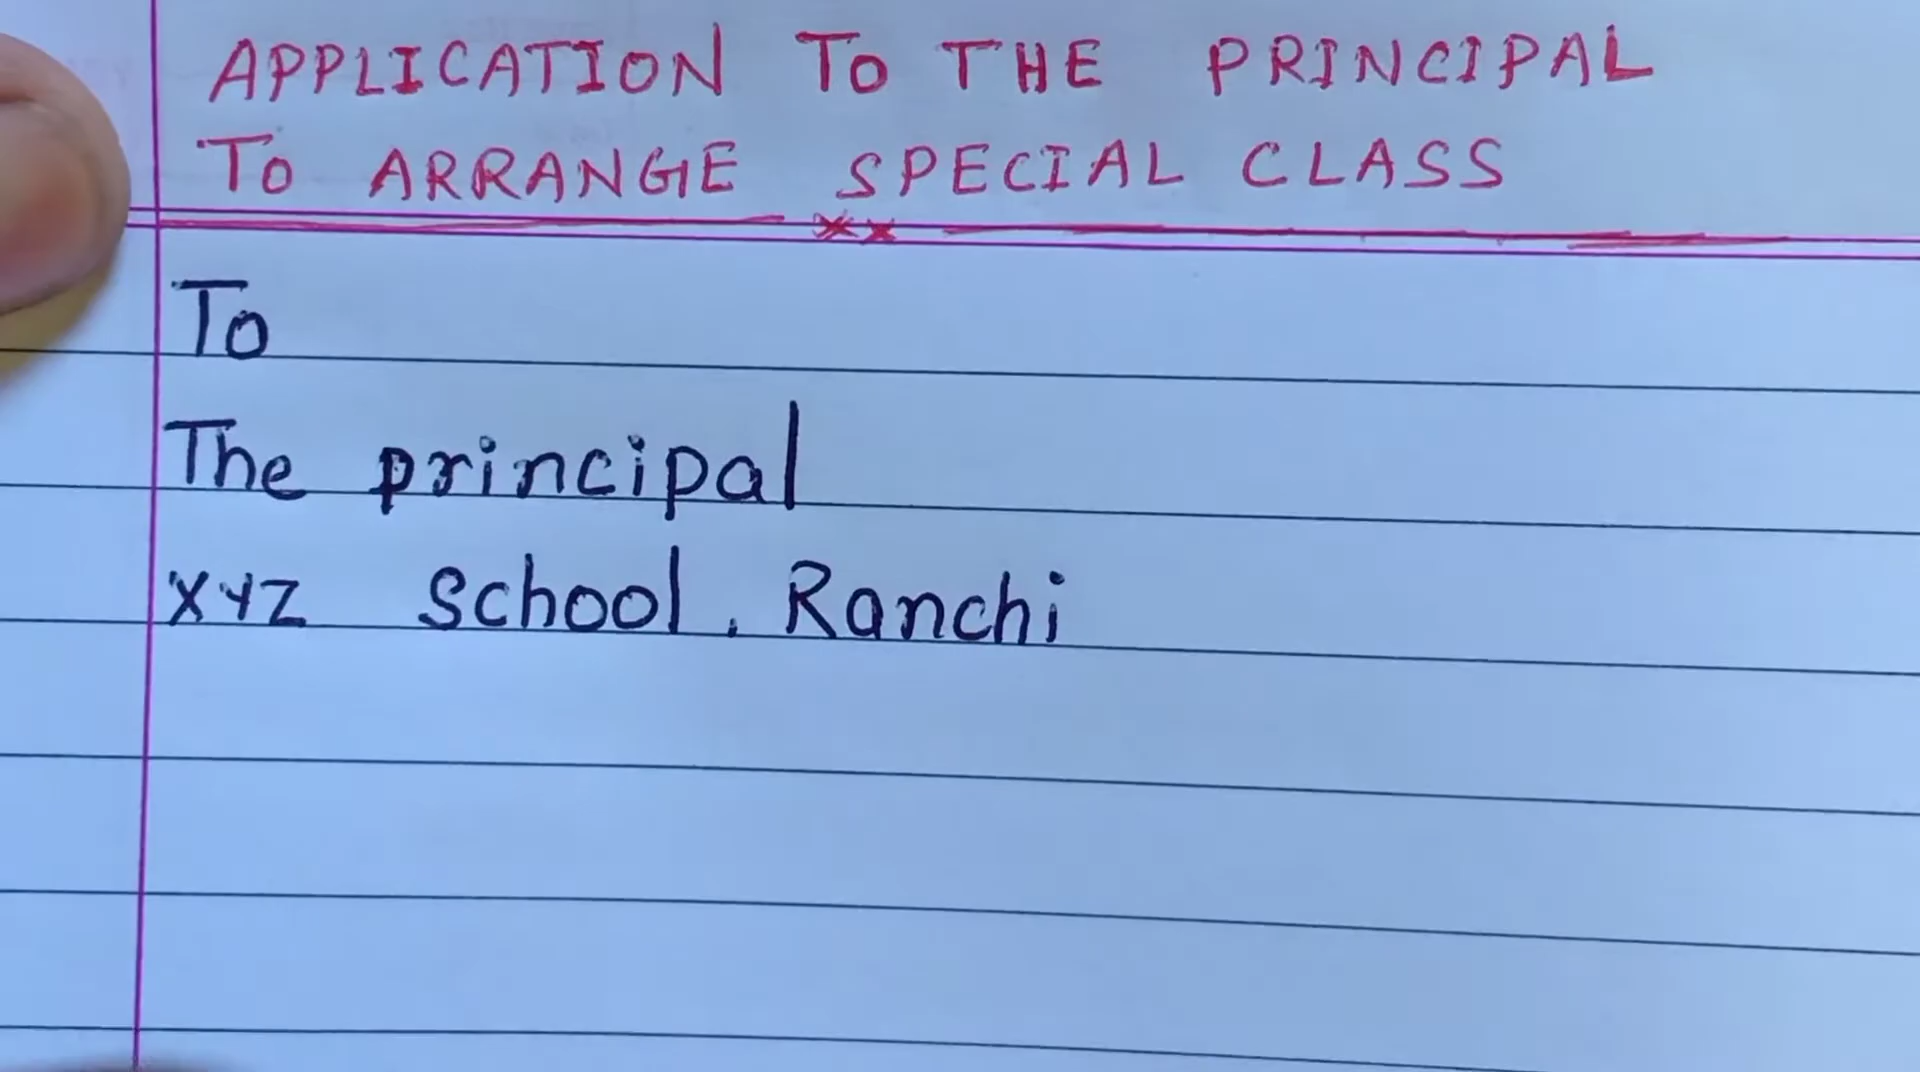 APPLICATION TO THE PRINCIPAL
TO ARRANGE SPECIAL CLASS
To
The principal
XYZ School, Ranchi